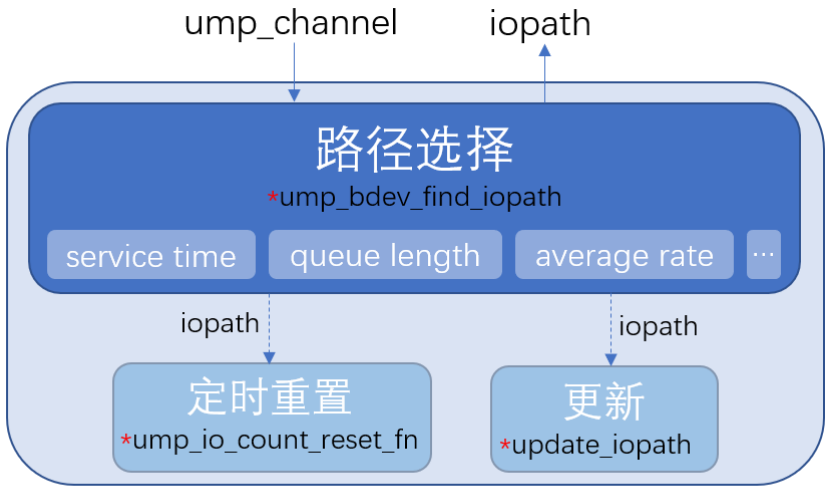 ump_channel
iopath
路径选择
*ump_bdev_find_iopath
service time
queue length
average rate
...
iopath
iopath
定时重置
*ump_io_count_reset_fn
更新
*update_iopath